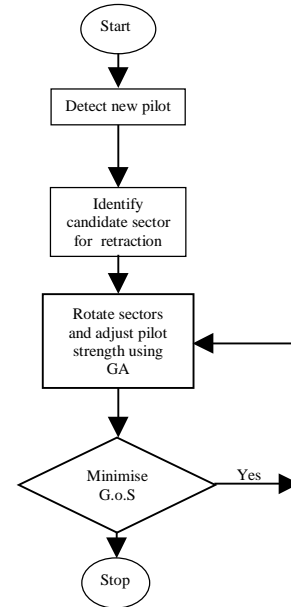 Start
Detect new pilot
Identify
candidate sector
for retraction
Rotate sectors
and adjust pilot
strength using
GA
Minimise
G.o.S
Yes
Stop